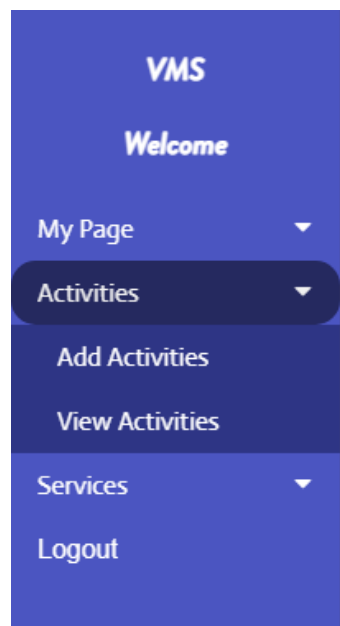 VMS
Welcome
My Page
Activities
Add Activities
View Activities
Services
Logout